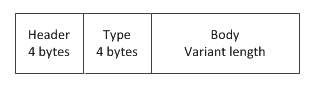 Header
4 bytes
Type
4 bytes
Body
Variant length